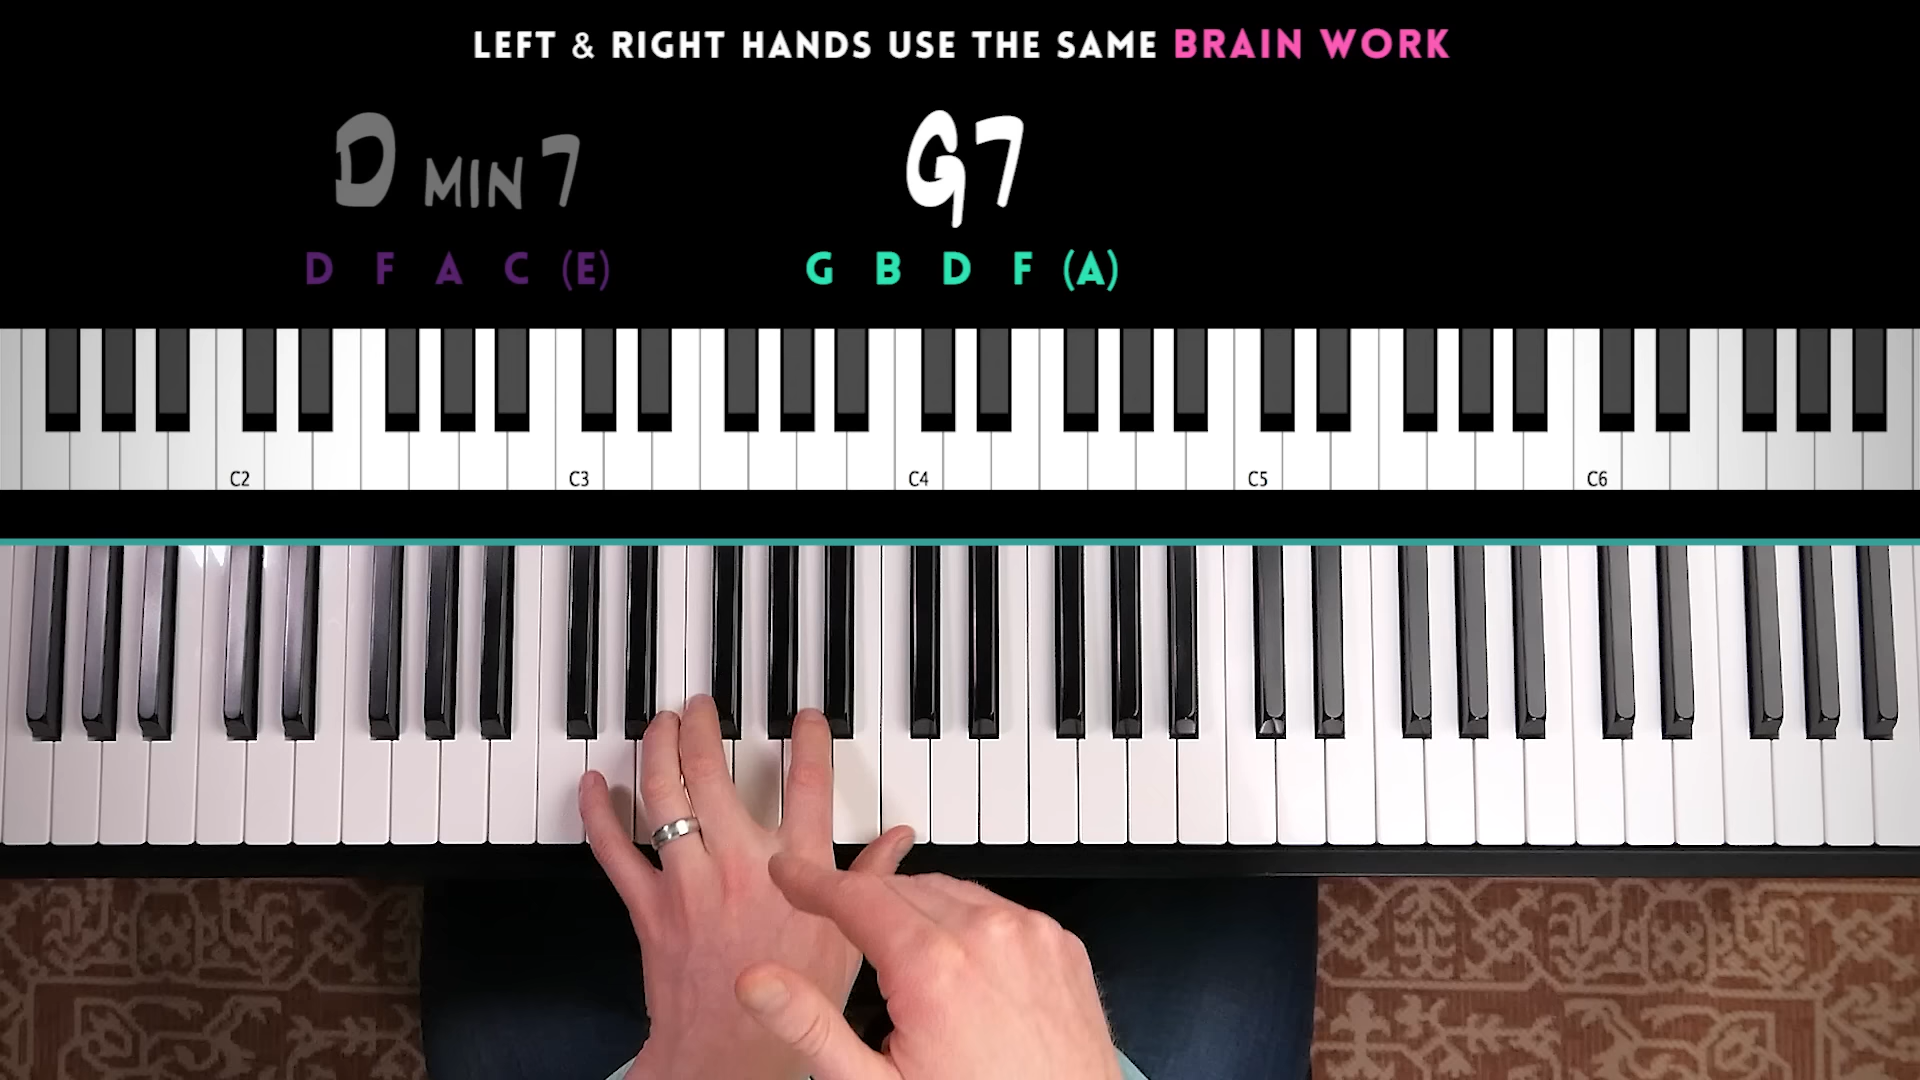 LEFT & RIGHT HANDS USE THE SAME BRAIN WORK
D MIN 7 G7
D F A C (E) G B D F (A)
C2 C3 C4 C5 C6